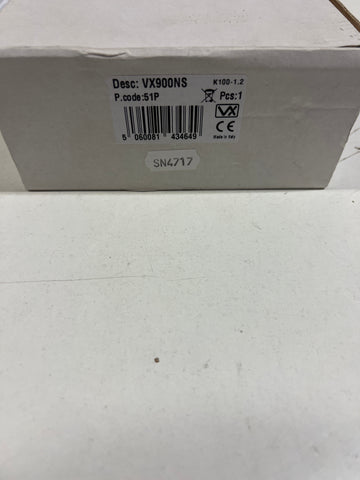 Desc: VX900NS
K100-1.2
P.code:51P
Pcs:1
VX
CE
5 060081 434649
Made in Italy
SN4717